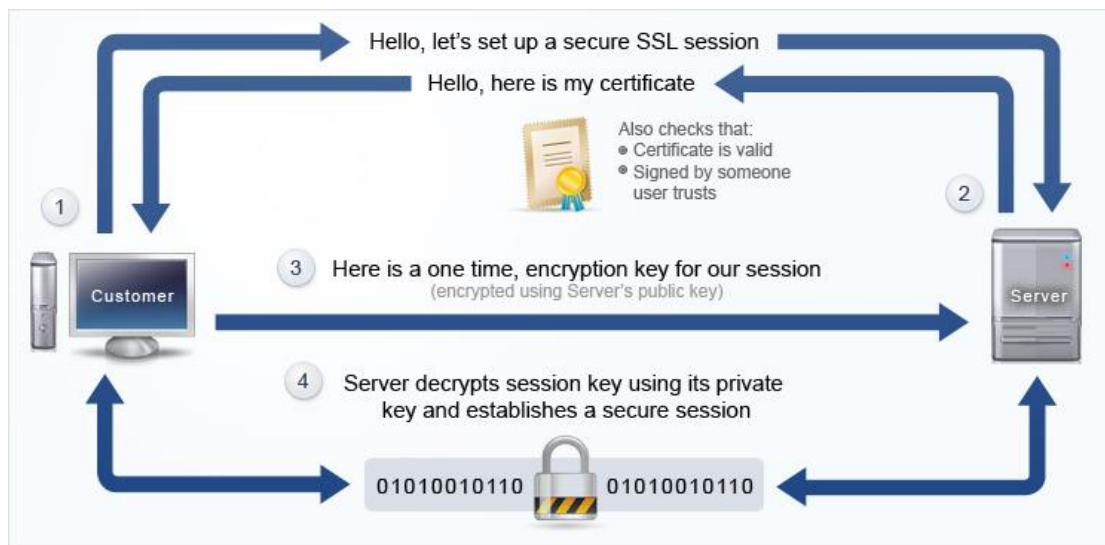 Hello, let's set up a secure SSL session
Hello, here is my certificate
Also checks that:
• Certificate is valid
• Signed by someone
user trusts
1
2
3 Here is a one time, encryption key for our session
(encrypted using Server's public key)
Customer
Server
4 Server decrypts session key using its private
key and establishes a secure session
01010010110 01010010110